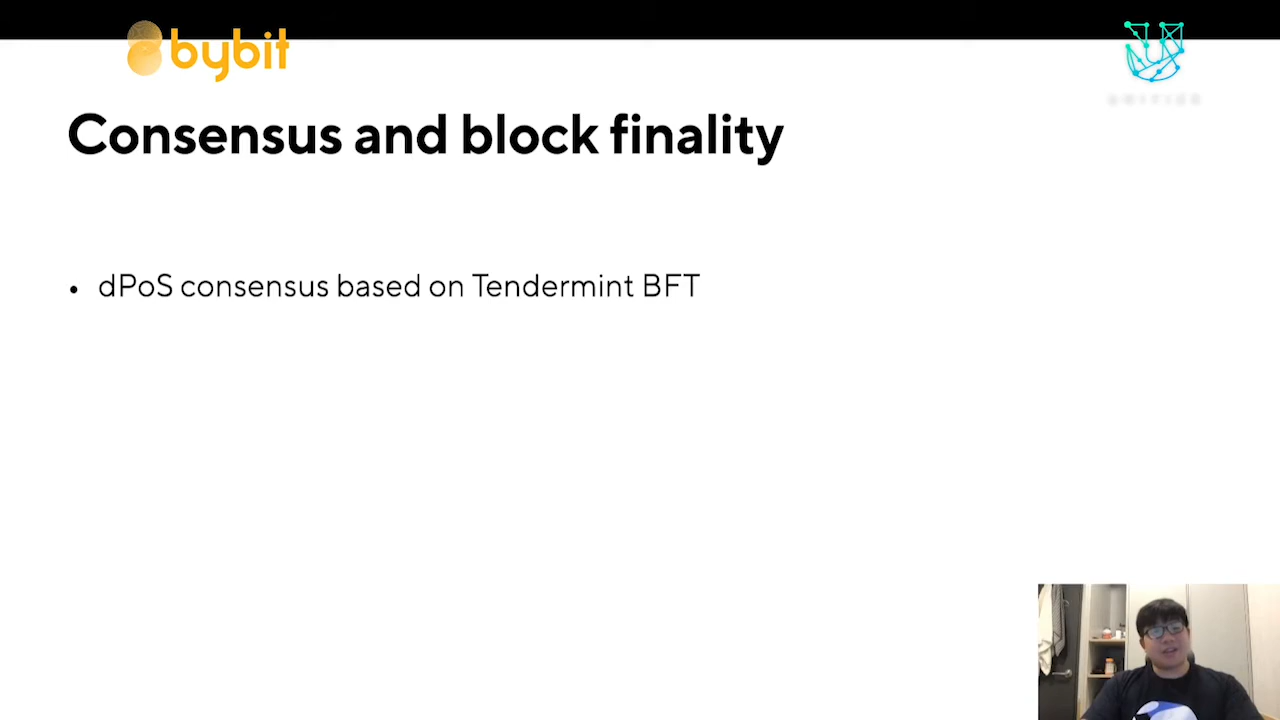 bybit
Consensus and block finality
• dPoS consensus based on Tendermint BFT